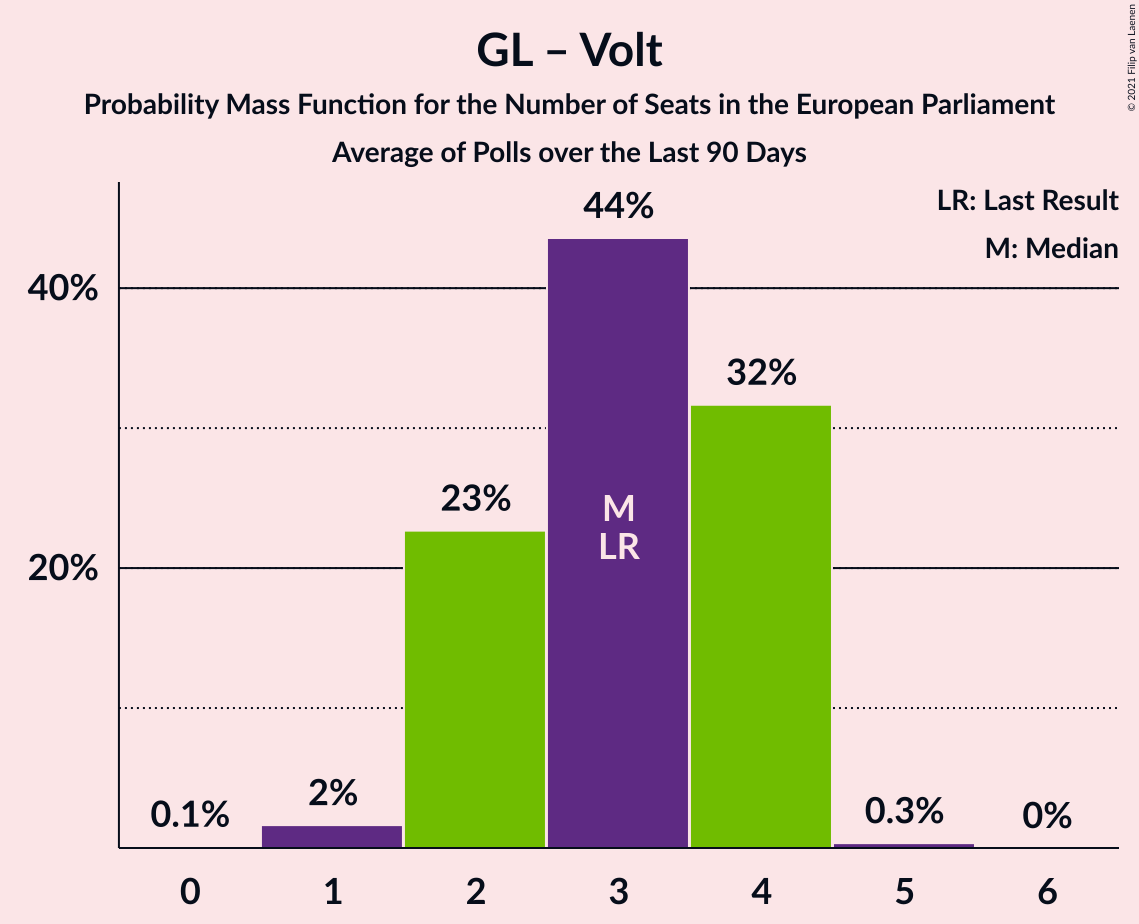 GL – Volt
Probability Mass Function for the Number of Seats in the European Parliament
Average of Polls over the Last 90 Days
© 2021 Filip van Laenen
LR: Last Result
M: Median
40%
20%
0.1%
2%
23%
44%
32%
0.3%
0%
M
LR
0
1
2
3
4
5
6